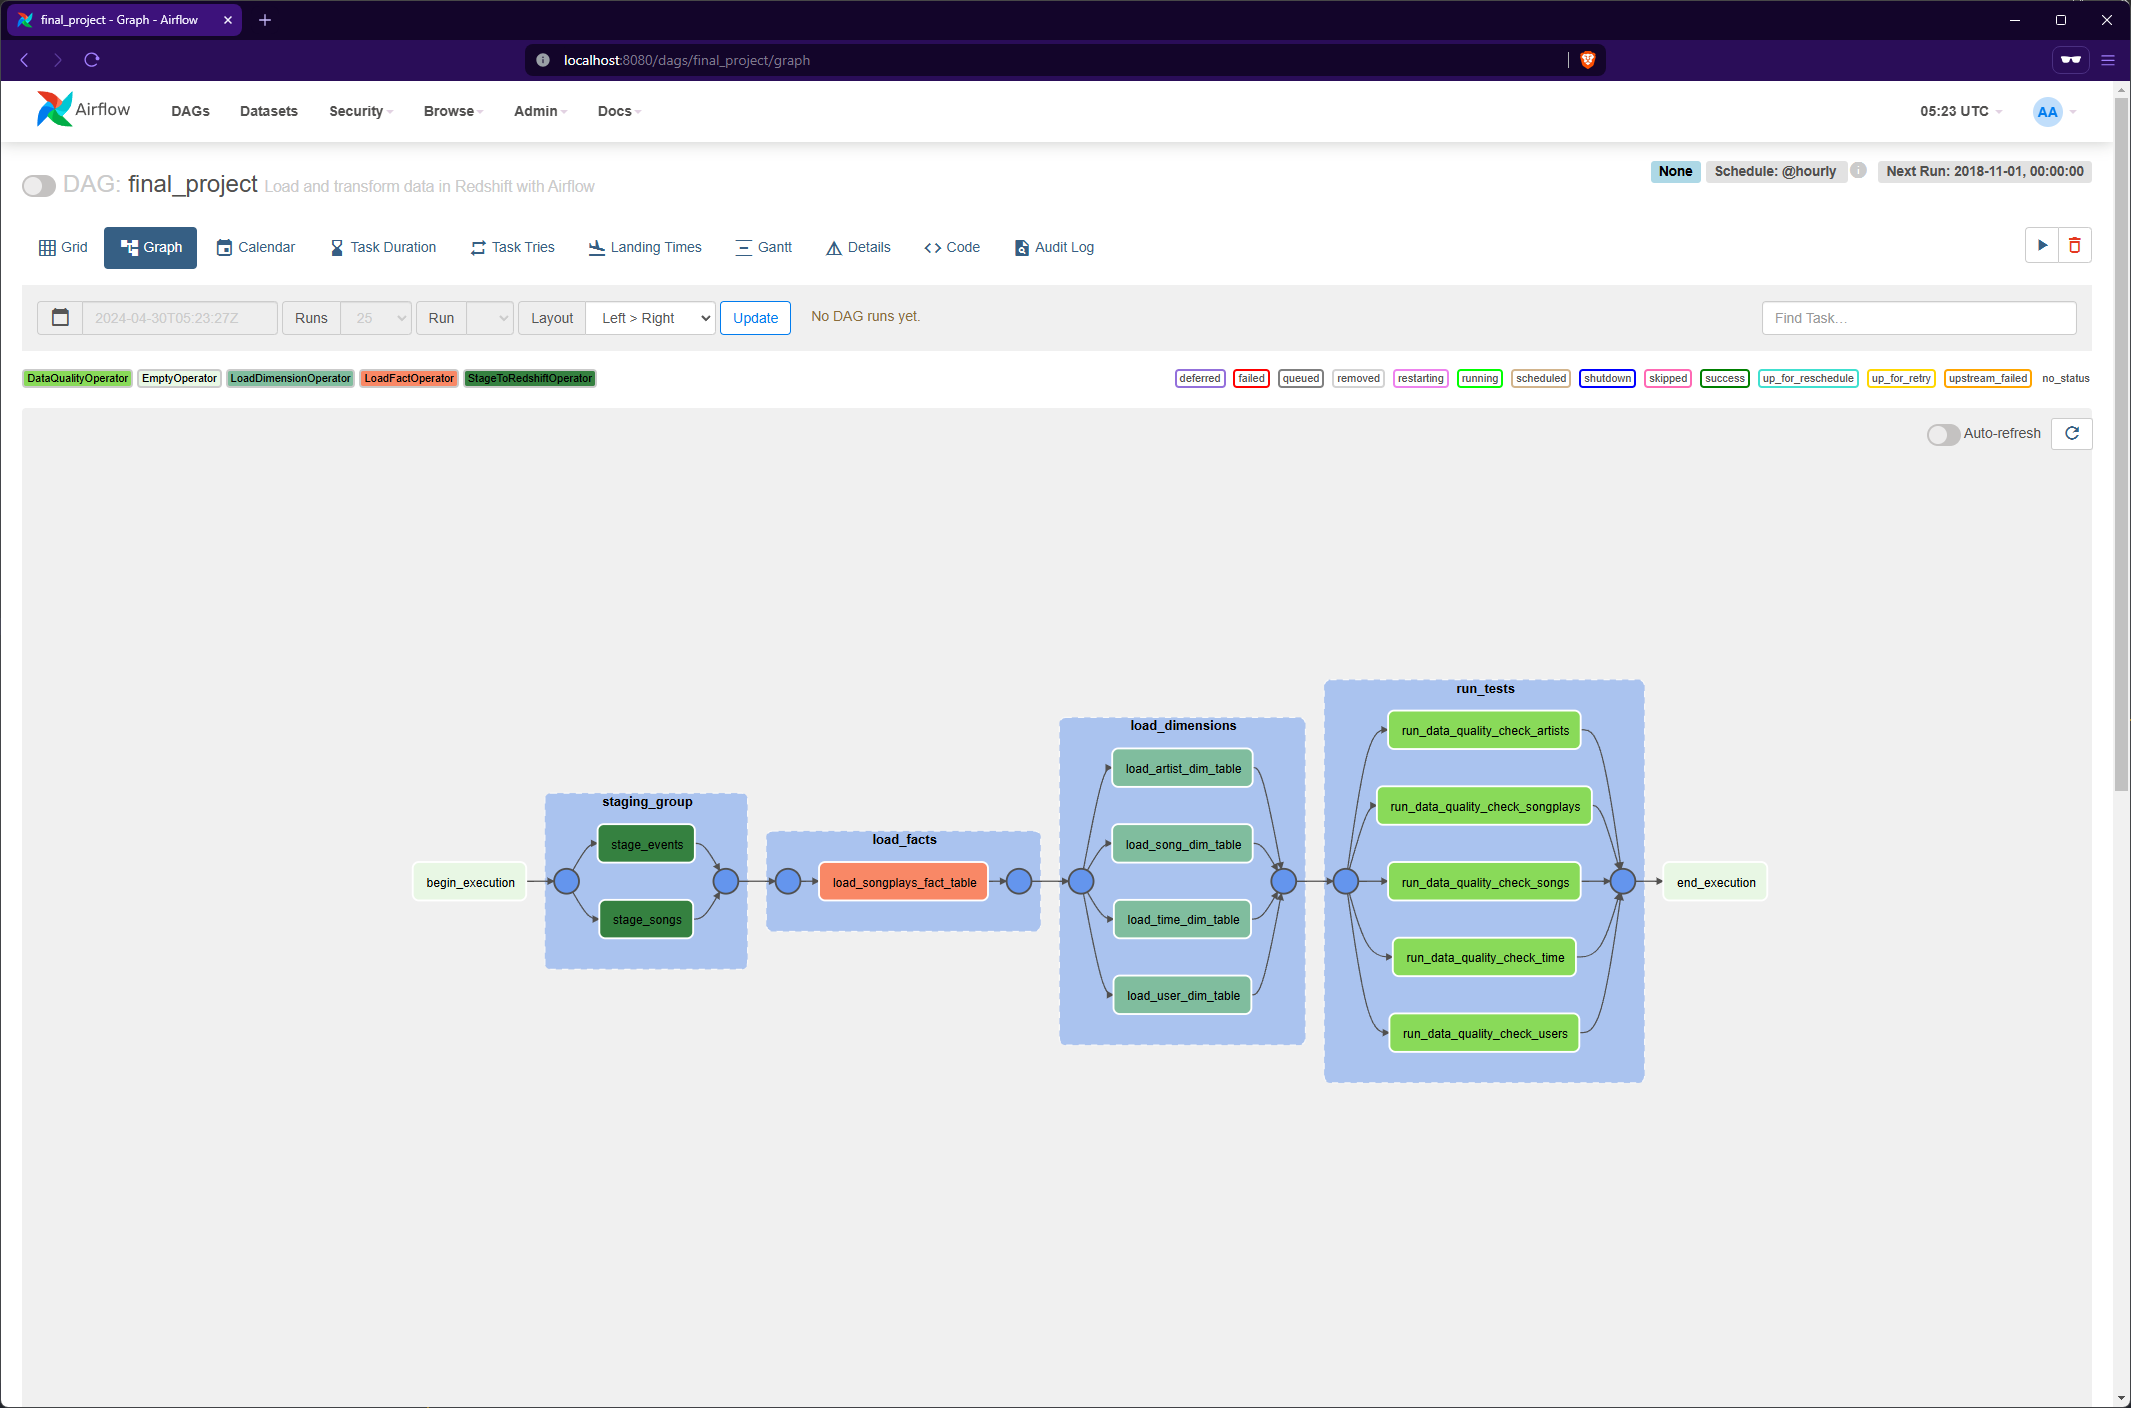 final_project - Graph - Airflow
localhost:8080/dags/final_project/graph
Airflow DAGs Datasets Security Browse Admin Docs 05:23 UTC AA
DAG: final_project Load and transform data in Redshift with Airflow None Schedule: @hourly Next Run: 2018-11-01, 00:00:00
Grid Graph Calendar Task Duration Task Tries Landing Times Gantt Details Code Audit Log
2024-04-30T05:23:27Z Runs 25 Run Layout Left > Right Update No DAG runs yet. Find Task...
DataQualityOperator EmptyOperator LoadDimensionOperator LoadFactOperator StageToRedshiftOperator deferred failed queued removed restarting running scheduled shutdown skipped success up_for_reschedule up_for_retry upstream_failed no_status
Auto-refresh
begin_execution
staging_group
stage_events
stage_songs
load_facts
load_songplays_fact_table
load_dimensions
load_artist_dim_table
load_song_dim_table
load_time_dim_table
load_user_dim_table
run_tests
run_data_quality_check_artists
run_data_quality_check_songplays
run_data_quality_check_songs
run_data_quality_check_time
run_data_quality_check_users
end_execution